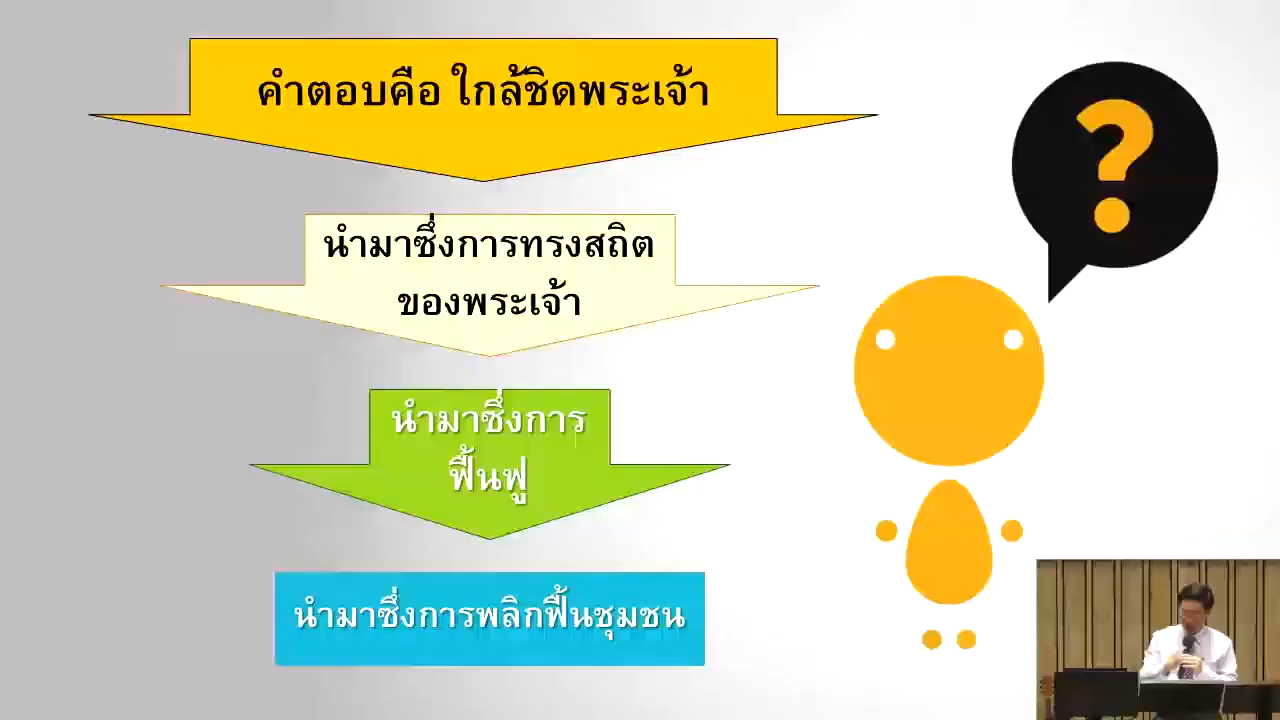 คำตอบคือ ใกล้ชิดพระเจ้า
นำมาซึ่งการทรงสถิต
ของพระเจ้า
นำมาซึ่งการ
ฟื้นฟู
นำมาซึ่งการพลิกฟื้นชุมชน
?